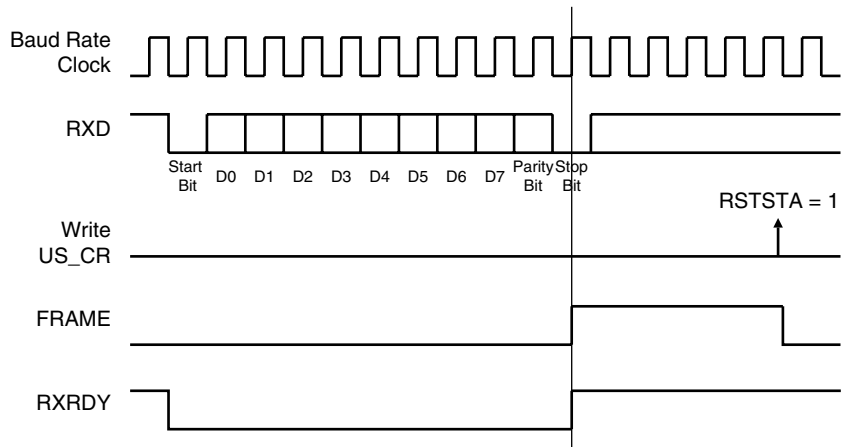 Baud Rate
Clock
RXD
Start
Bit
D0
D1
D2
D3
D4
D5
D6
D7
Parity
Bit
Stop
Bit
RSTSTA = 1
Write
US_CR
FRAME
RXRDY